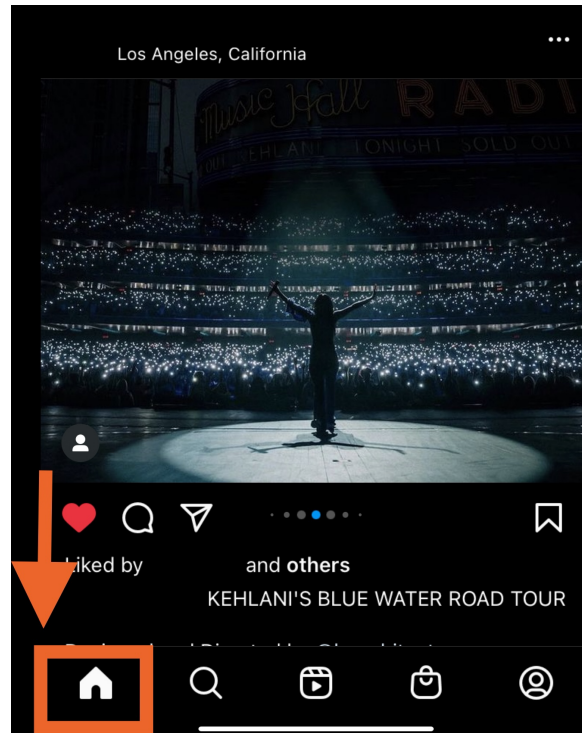 Los Angeles, California
Music Hall RADI
OUT KEHLANI TONIGHT SOLD OUT
Liked by and others
KEHLANI'S BLUE WATER ROAD TOUR